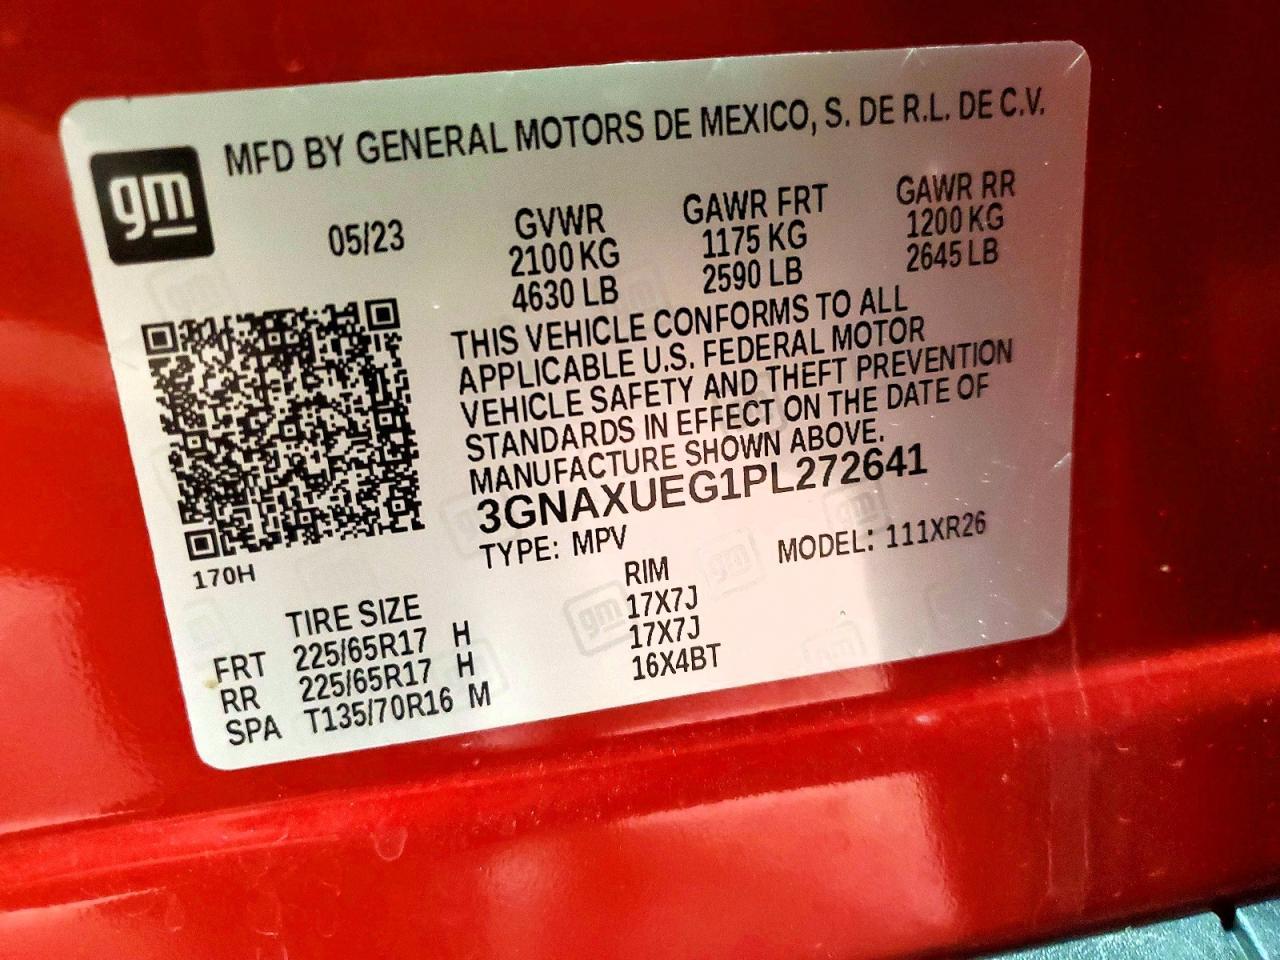 MFD BY GENERAL MOTORS DE MEXICO, S. DE R.L. DE C.V.
gm
05/23
GVWR
2100 KG
4630 LB
GAWR FRT
1175 KG
2590 LB
GAWR RR
1200 KG
2645 LB
THIS VEHICLE CONFORMS TO ALL
APPLICABLE U.S. FEDERAL MOTOR
VEHICLE SAFETY AND THEFT PREVENTION
STANDARDS IN EFFECT ON THE DATE OF
MANUFACTURE SHOWN ABOVE.
3GNAXUEG1PL272641
TYPE: MPV MODEL: 111XR26
170H
TIRE SIZE RIM
FRT 225/65R17 H 17X7J
RR 225/65R17 H 17X7J
SPA T135/70R16 M 16X4BT